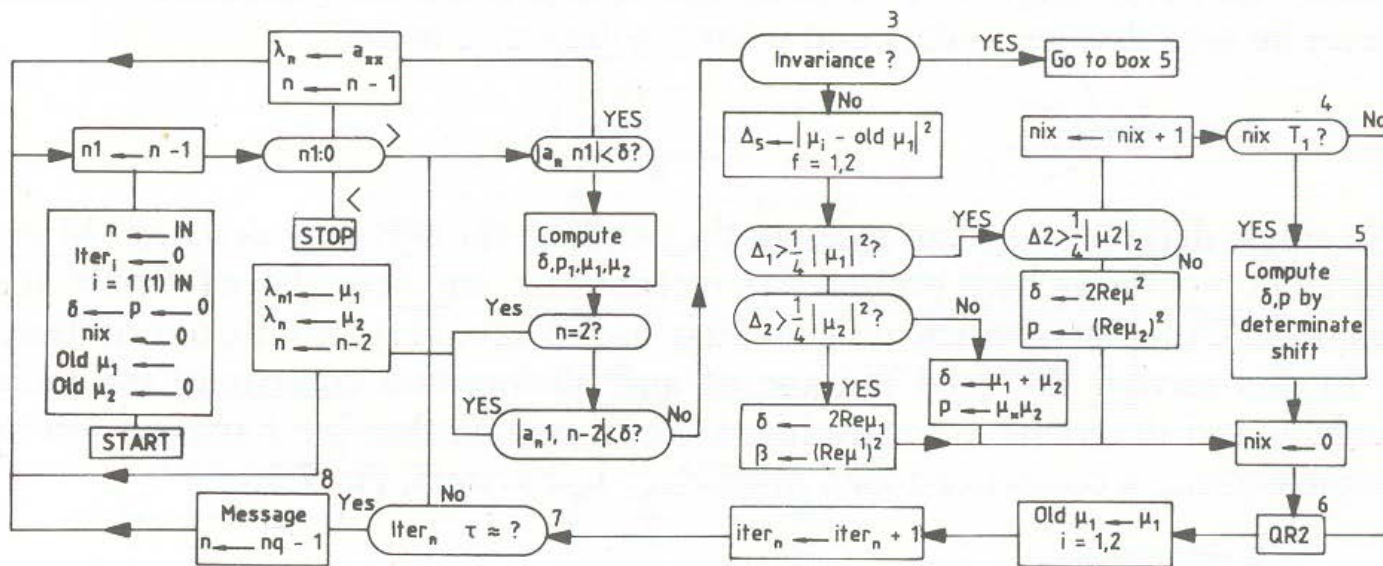 λn ← axx
n ← n - 1
n1 ← n -1
n1:0
>
<
STOP
n ← IN
Iteri ← 0
i = 1 (1) IN
δ ← p ← 0
nix ← 0
Old μ1 ←
Old μ2 ← 0
START
YES
|an n1|<δ?
Compute
δ,p1,μ1,μ2
λn1 ← μ1
λn ← μ2
n ← n-2
Yes
n=2?
YES
|an1, n-2|<δ?
No
8
Message
n ← nq - 1
Yes
No
7
Itern τ ≈ ?
3
Invariance ?
YES
Go to box 5
No
Δ5 ← |μi - old μ1|²
f = 1,2
Δ1>1/4|μ1|²?
YES
Δ2>1/4|μ2|2
Δ2>1/4|μ2|²?
No
YES
δ ← 2Reμ1
β ← (Reμ¹)²
δ ← μ1 + μ2
p ← μxμ2
No
δ ← 2Reμ²
p ← (Reμ2)²
nix ← nix + 1
4
nix T1 ?
No
YES
5
Compute
δ,p by
determinate
shift
nix ← 0
6
QR2
Old μ1 ← μ1
i = 1,2
itern ← itern + 1